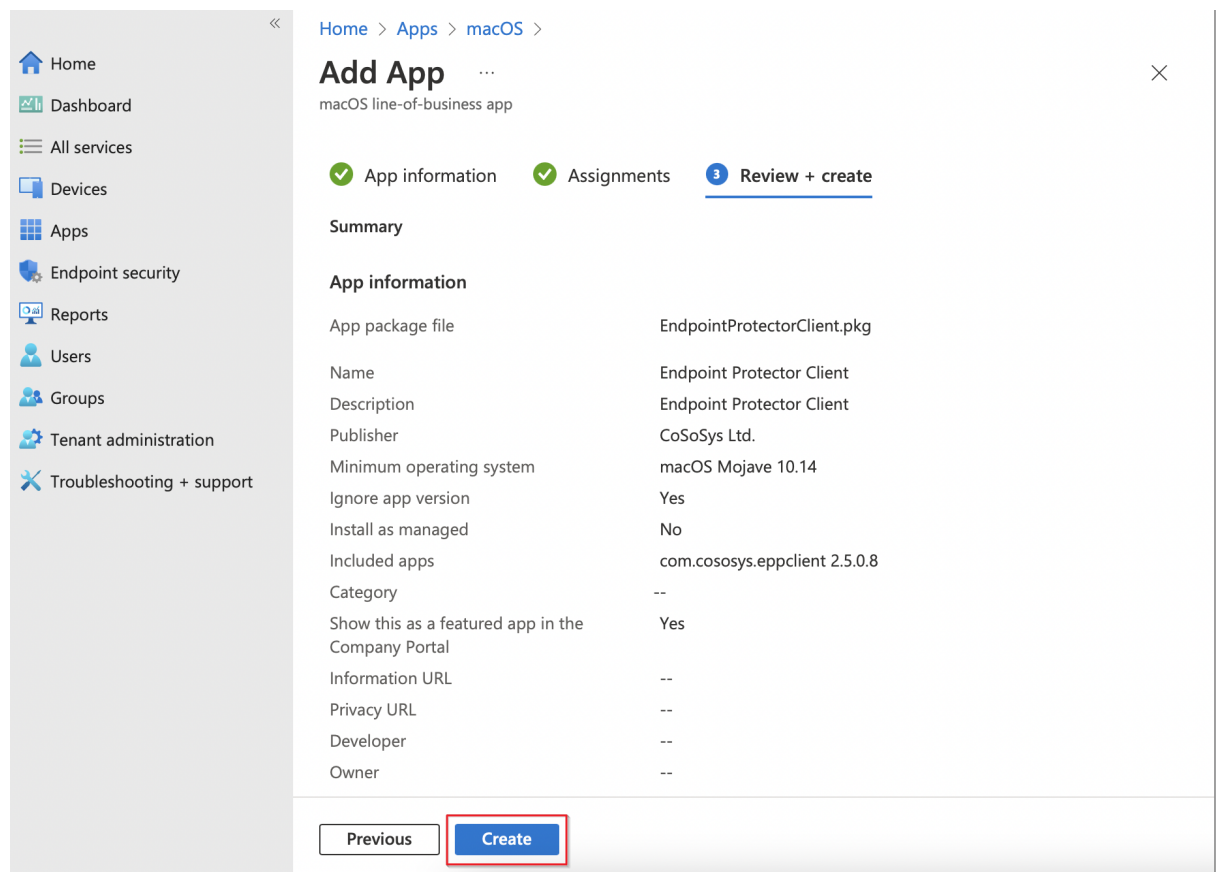 «
Home
Dashboard
All services
Devices
Apps
Endpoint security
Reports
Users
Groups
Tenant administration
Troubleshooting + support
Home > Apps > macOS >
Add App ...
macOS line-of-business app
App information
Assignments
3 Review + create
Summary
App information
App package file EndpointProtectorClient.pkg
Name Endpoint Protector Client
Description Endpoint Protector Client
Publisher CoSoSys Ltd.
Minimum operating system macOS Mojave 10.14
Ignore app version Yes
Install as managed No
Included apps com.cososys.eppclient 2.5.0.8
Category --
Show this as a featured app in the Yes
Company Portal
Information URL --
Privacy URL --
Developer --
Owner --
Previous Create